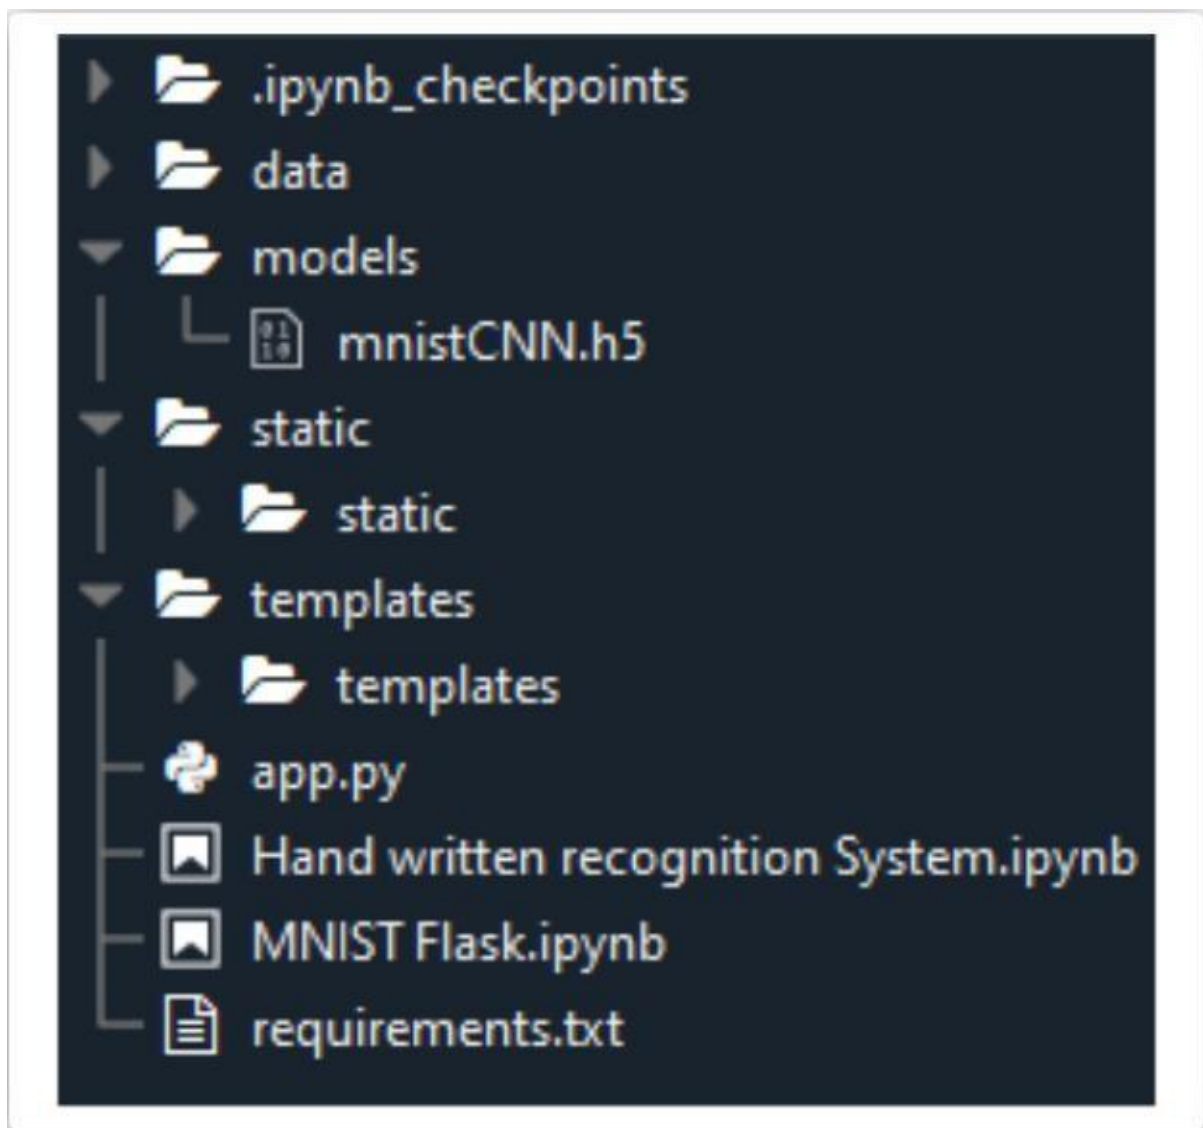 .ipynb_checkpoints
data
models
mnistCNN.h5
static
static
templates
templates
app.py
Hand written recognition System.ipynb
MNIST Flask.ipynb
requirements.txt